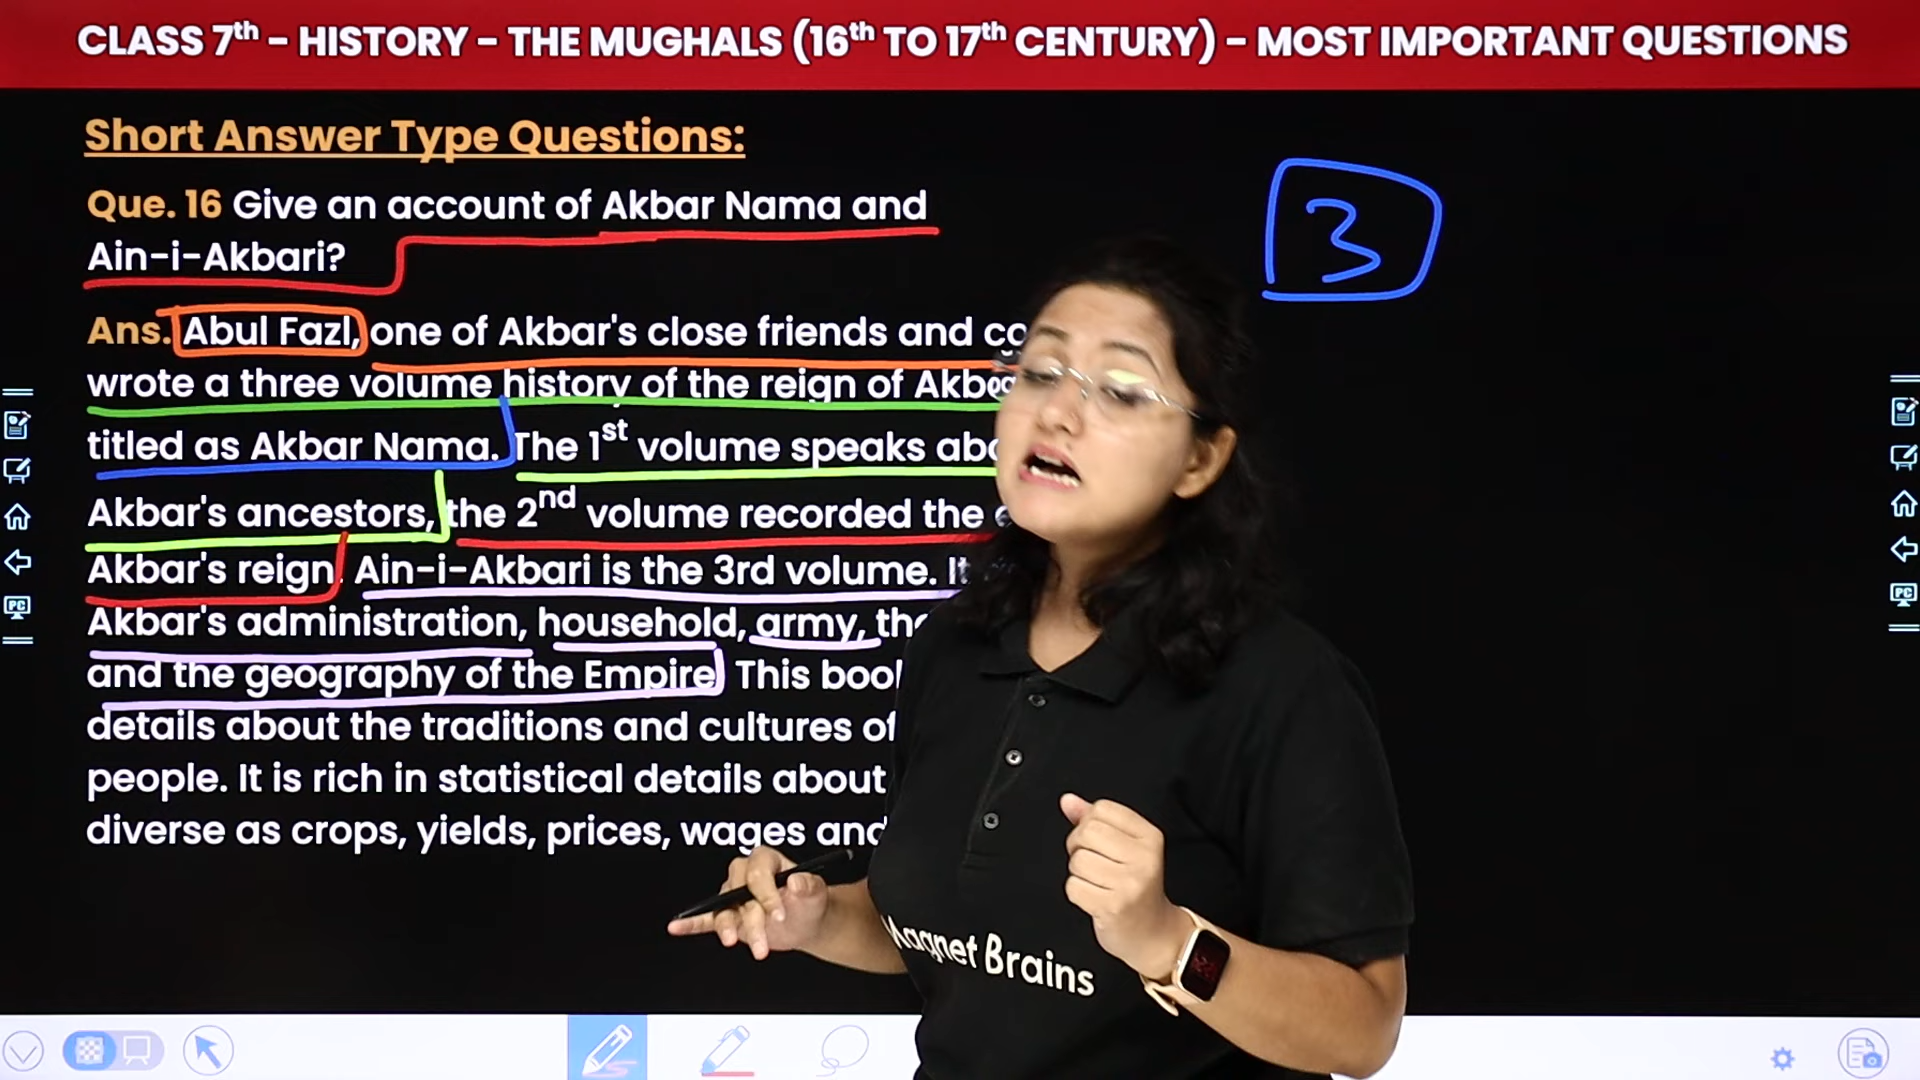 CLASS 7th - HISTORY - THE MUGHALS (16th TO 17th CENTURY) - MOST IMPORTANT QUESTIONS
Short Answer Type Questions:
3
Que. 16 Give an account of Akbar Nama and
Ain-i-Akbari?
Ans. Abul Fazl, one of Akbar's close friends and
wrote a three volume history of the reign of
titled as Akbar Nama. The 1st volume speaks
Akbar's ancestors, the 2nd volume recorded the
Akbar's reign. Ain-i-Akbari is the 3rd volume. It
Akbar's administration, household, army,
and the geography of the Empire. This
details about the traditions and cultures of
people. It is rich in statistical details about
diverse as crops, yields, prices, wages and
Magnet Brains
PC
PC